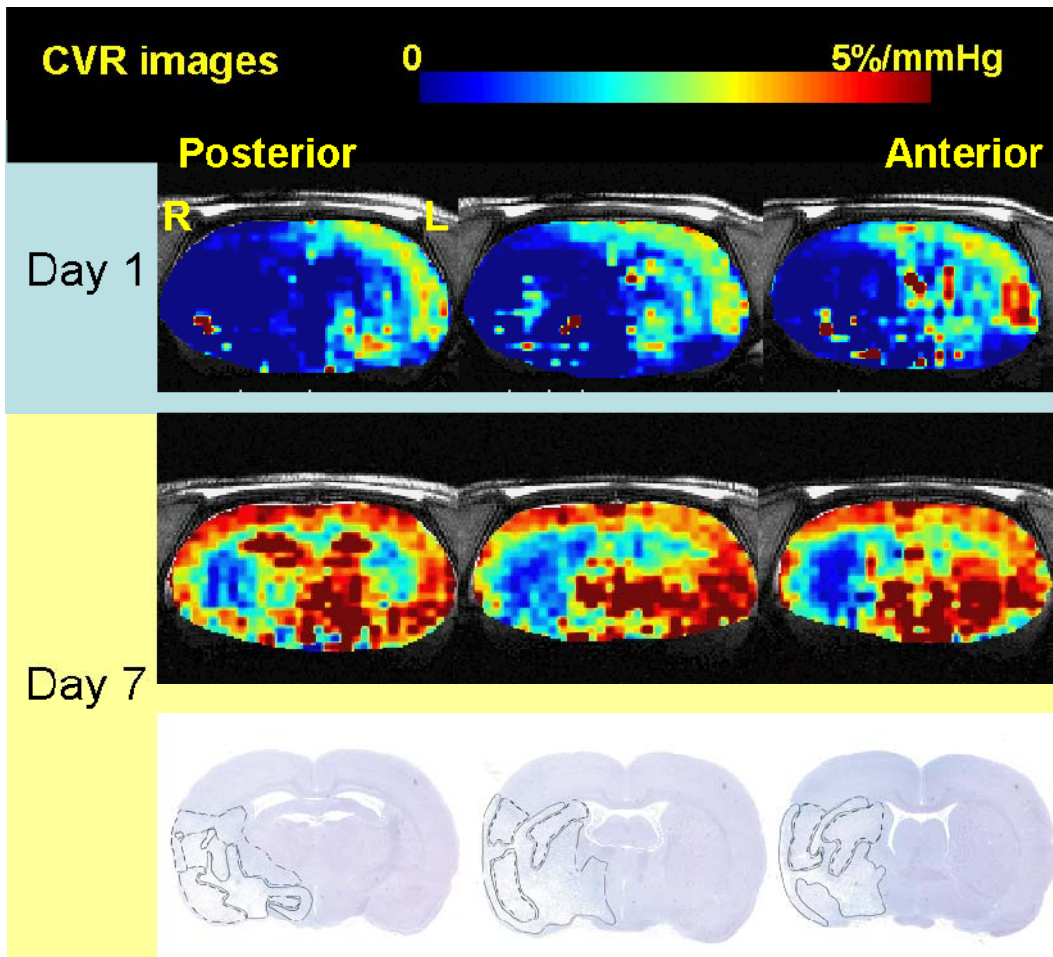 CVR images
0
5%/mmHg
Posterior
Anterior
R
L
Day 1
Day 7